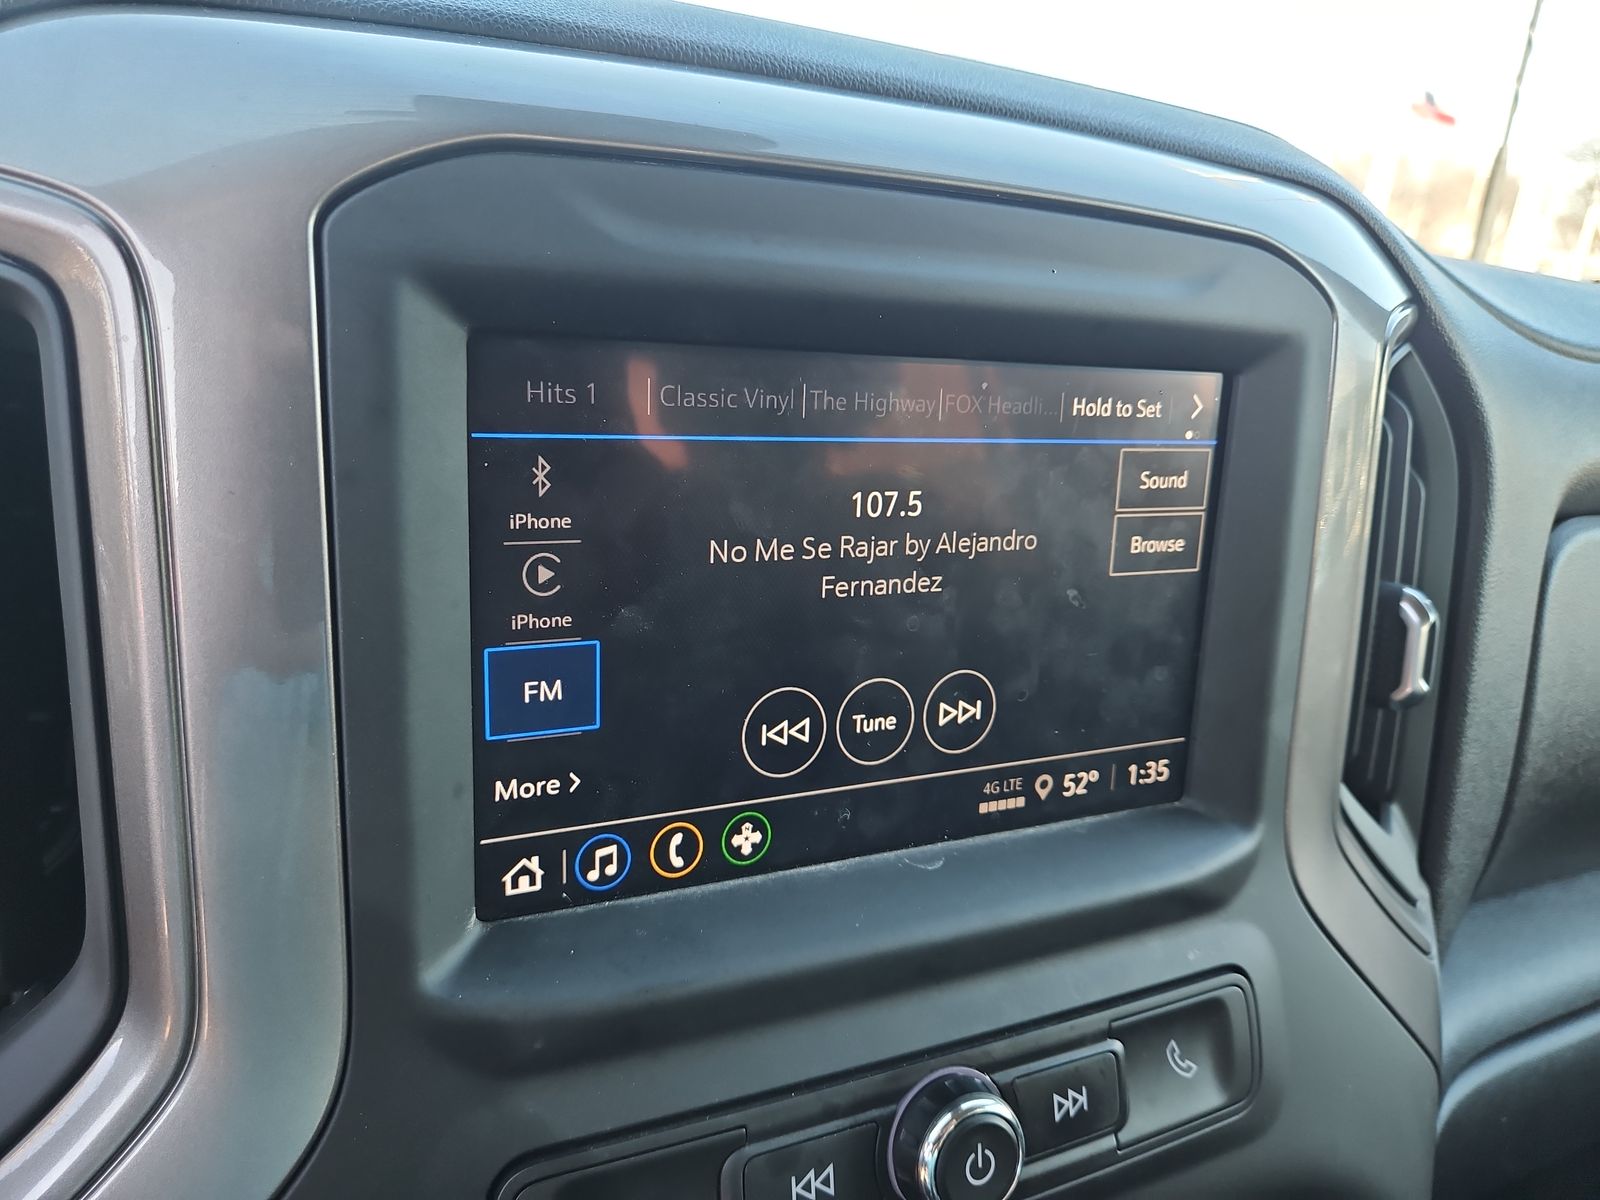 Hits 1 Classic Vinyl The Highway FOX Headli... Hold to Set
Sound
iPhone
107.5
No Me Se Rajar by Alejandro
Fernandez
Browse
iPhone
FM
Tune
More
4G LTE 52° 1:35